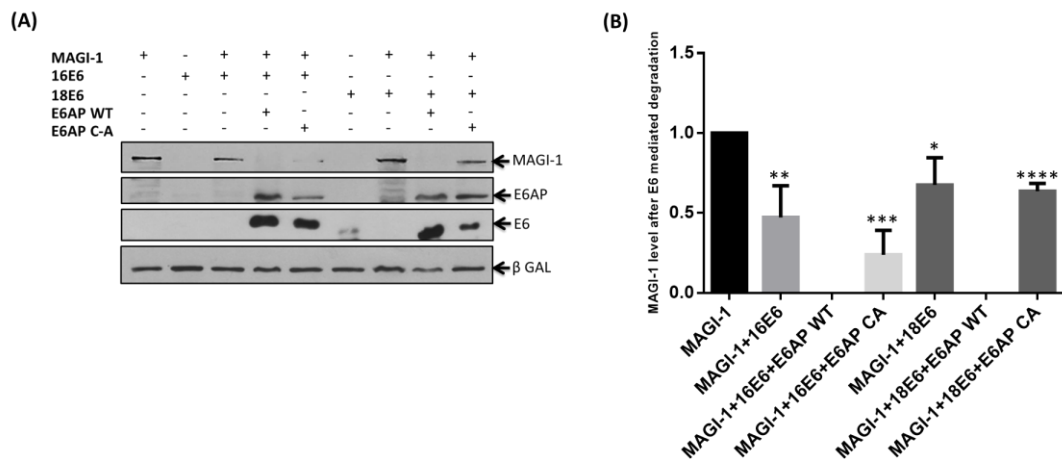 (A)
MAGI-1 + - + + + - + + +
16E6 - + + + + - - - -
18E6 - - - - - + + + +
E6AP WT - - - + - - - + -
E6AP C-A - - - - + - - - +
MAGI-1
E6AP
E6
β GAL
(B)
MAGI-1 level after E6 mediated degradation
1.5
1.0
0.5
0.0
**
***
*
****
MAGI-1
MAGI-1+16E6
MAGI-1+16E6+E6AP WT
MAGI-1+16E6+E6AP CA
MAGI-1+18E6
MAGI-1+18E6+E6AP WT
MAGI-1+18E6+E6AP CA